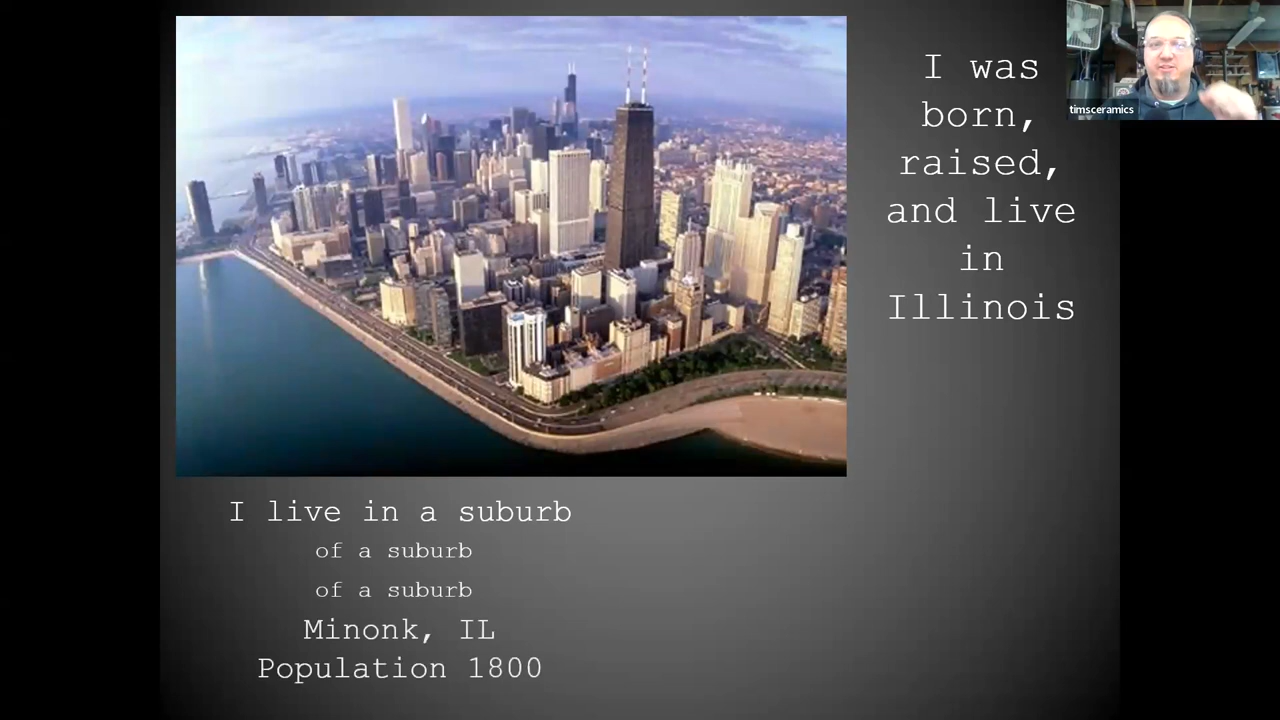 I was
born,
raised,
and live
in
Illinois
timsceramics
I live in a suburb
of a suburb
of a suburb
Minonk, IL
Population 1800